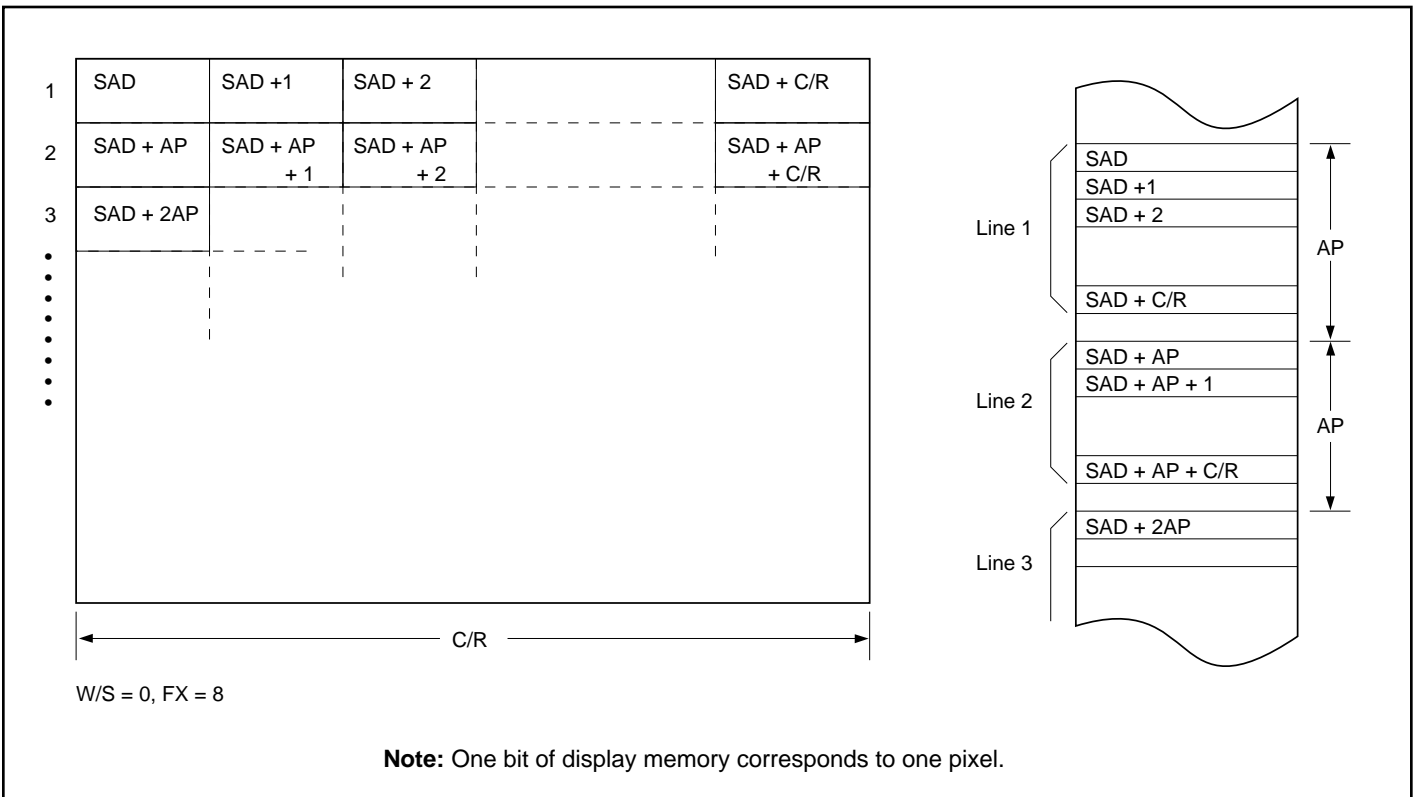 1 SAD SAD +1 SAD + 2 SAD + C/R
2 SAD + AP SAD + AP + 1 SAD + AP + 2 SAD + AP + C/R
3 SAD + 2AP
C/R
W/S = 0, FX = 8
Line 1
SAD
SAD +1
SAD + 2
SAD + C/R
AP
Line 2
SAD + AP
SAD + AP + 1
SAD + AP + C/R
AP
Line 3
SAD + 2AP
Note: One bit of display memory corresponds to one pixel.